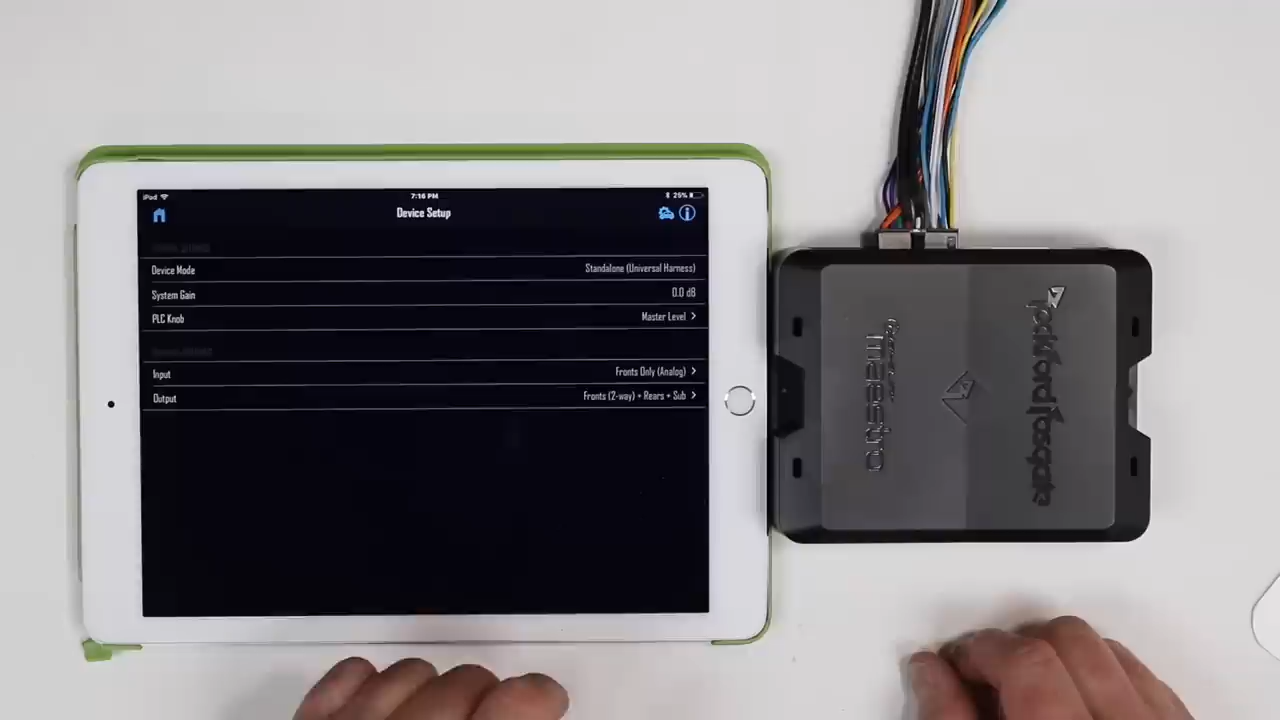 iPad 7:16 PM 25%
Device Setup
Device Mode Standalone (Universal Harness)
System Gain 0.0 dB
PLC Knob Master Level >
Input Fronts Only (Analog) >
Output Fronts (2-way) + Rears + Sub >
maestro
Rockford Fosgate